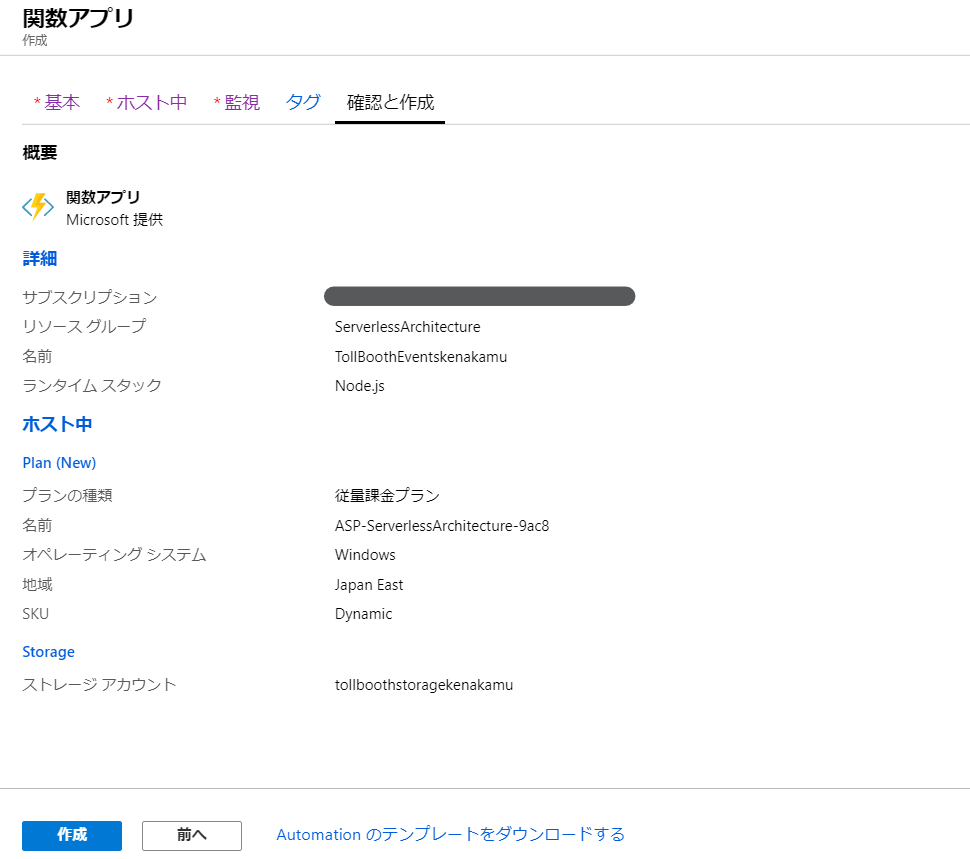 関数アプリ
作成
* 基本 * ホスト中 * 監視 タグ 確認と作成
概要
関数アプリ
Microsoft 提供
詳細
サブスクリプション
リソース グループ ServerlessArchitecture
名前 TollBoothEventskenakamu
ランタイム スタック Node.js
ホスト中
Plan (New)
プランの種類 従量課金プラン
名前 ASP-ServerlessArchitecture-9ac8
オペレーティング システム Windows
地域 Japan East
SKU Dynamic
Storage
ストレージ アカウント tollboothstoragekenakamu
作成 前へ Automation のテンプレートをダウンロードする